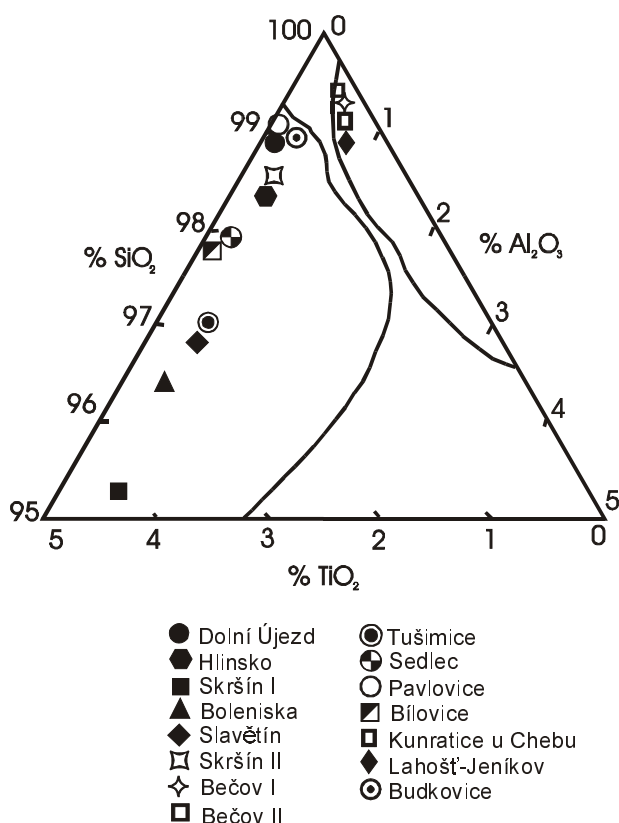 100 0
99 1
98 2
% SiO₂ % Al₂O₃
97 3
96 4
95 5
5 4 3 2 1 0
% TiO₂
Dolní Újezd Tušimice
Hlinsko Sedlec
Skršín I Pavlovice
Boleniska Bílovice
Slavětín Kunratice u Chebu
Skršín II Lahošť-Jeníkov
Bečov I Budkovice
Bečov II